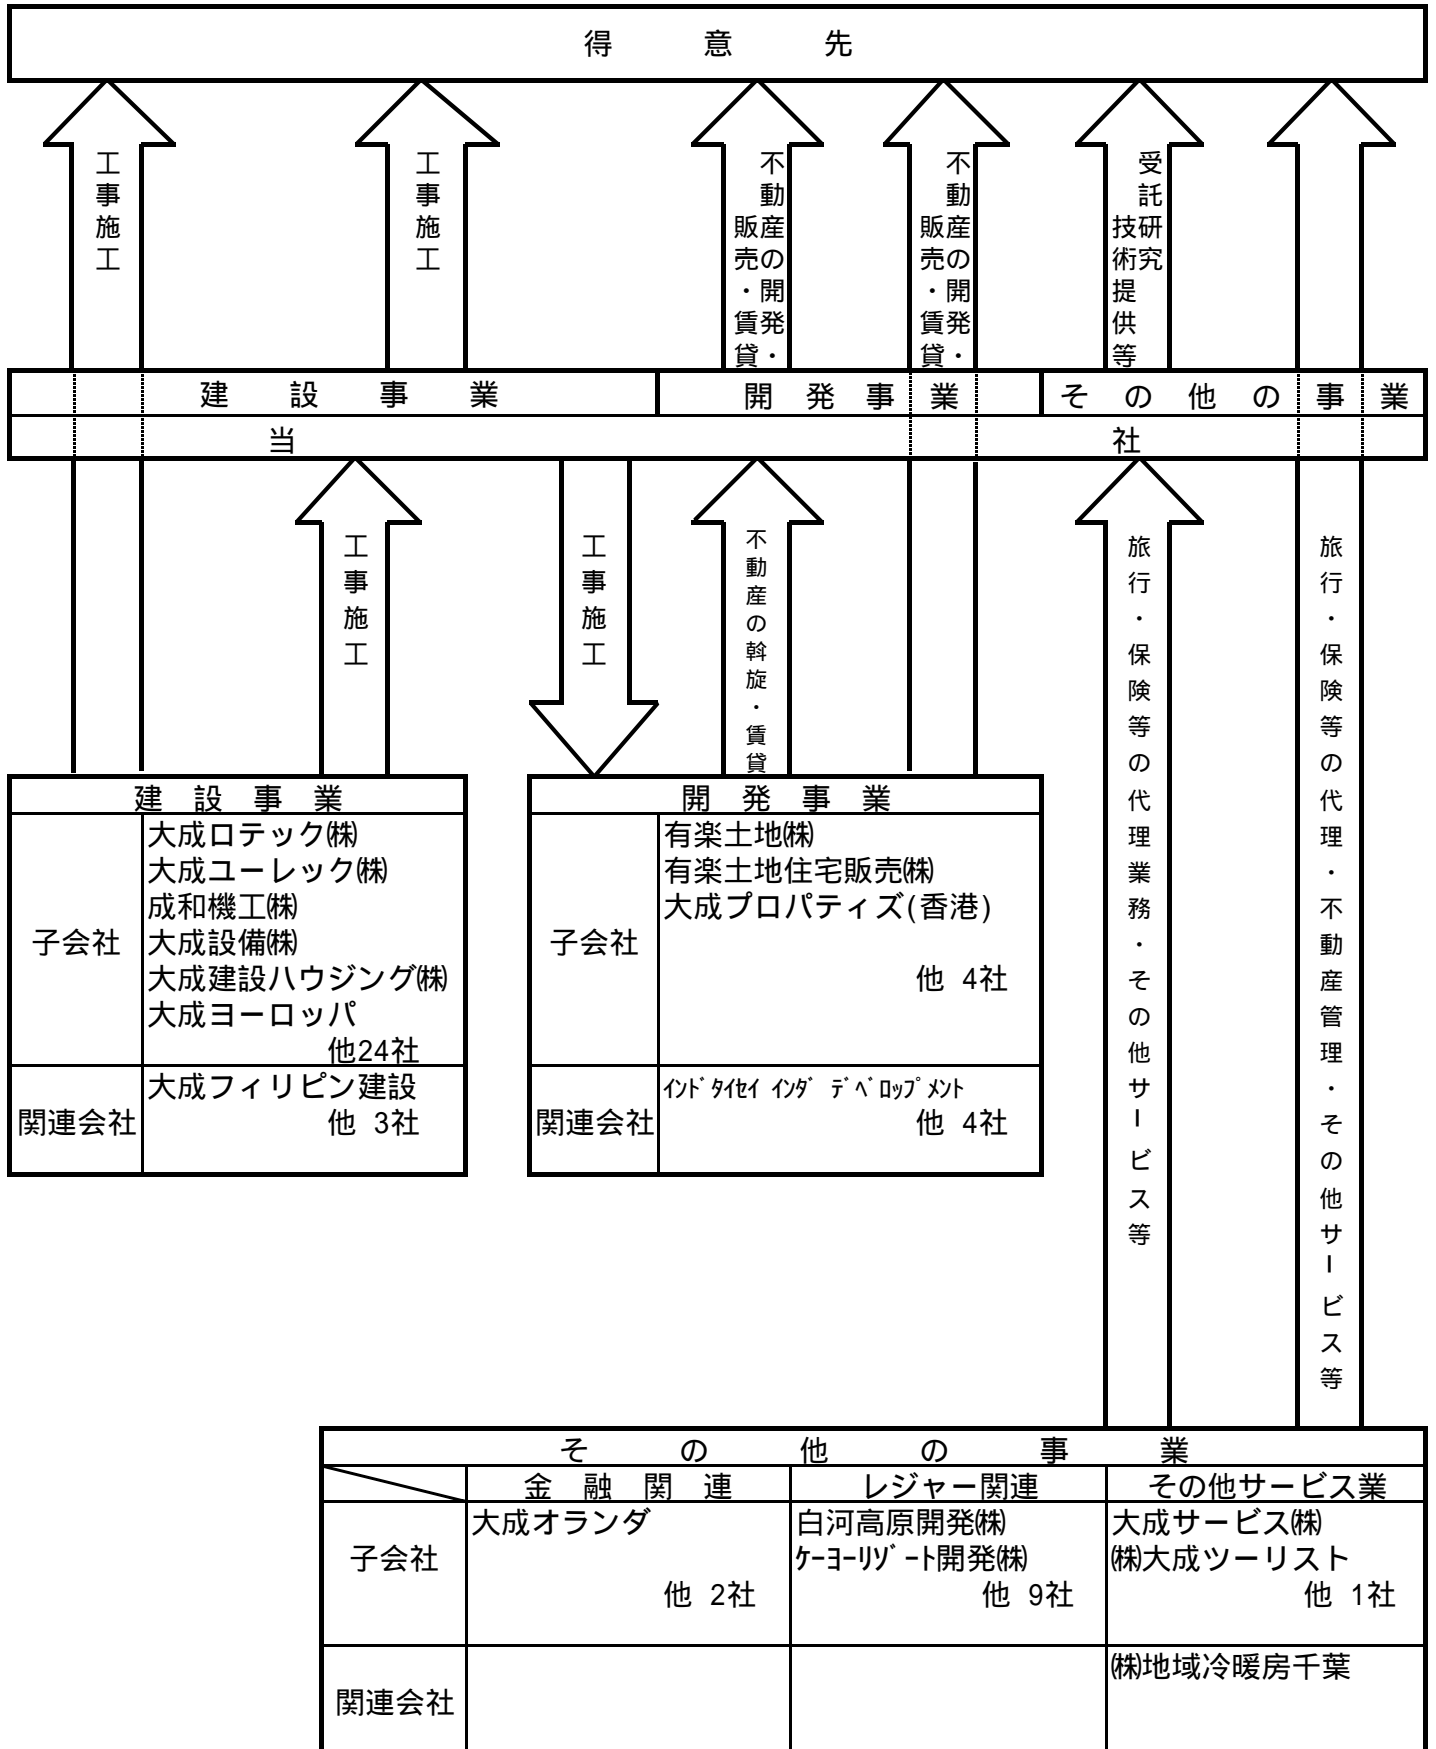 得意先
工事施工
工事施工
不動産の開発・
販売・賃貸
不動産の開発・
販売・賃貸
受託研究
技術提供等
建設事業
開発事業
その他の事業
当社
工事施工
工事施工
不動産の斡旋・賃貸
旅行・保険等の代理業務・その他サービス等
旅行・保険等の代理・不動産管理・その他サービス等
建設事業
子会社
大成ロテック㈱
大成ユーレック㈱
成和機工㈱
大成設備㈱
大成建設ハウジング㈱
大成ヨーロッパ
他24社
関連会社
大成フィリピン建設
他 3社
開発事業
子会社
有楽土地㈱
有楽土地住宅販売㈱
大成プロパティズ(香港)
他 4社
関連会社
ｲﾝﾄﾞﾀｲｾｲ ｲﾝﾀﾞ ﾃﾞﾍﾞﾛｯﾌﾟﾒﾝﾄ
他 4社
その他の事業
金融関連
レジャー関連
その他サービス業
子会社
大成オランダ
他 2社
白河高原開発㈱
ｹｰﾖｰﾘｿﾞｰﾄ開発㈱
他 9社
大成サービス㈱
㈱大成ツーリスト
他 1社
関連会社
㈱地域冷暖房千葉